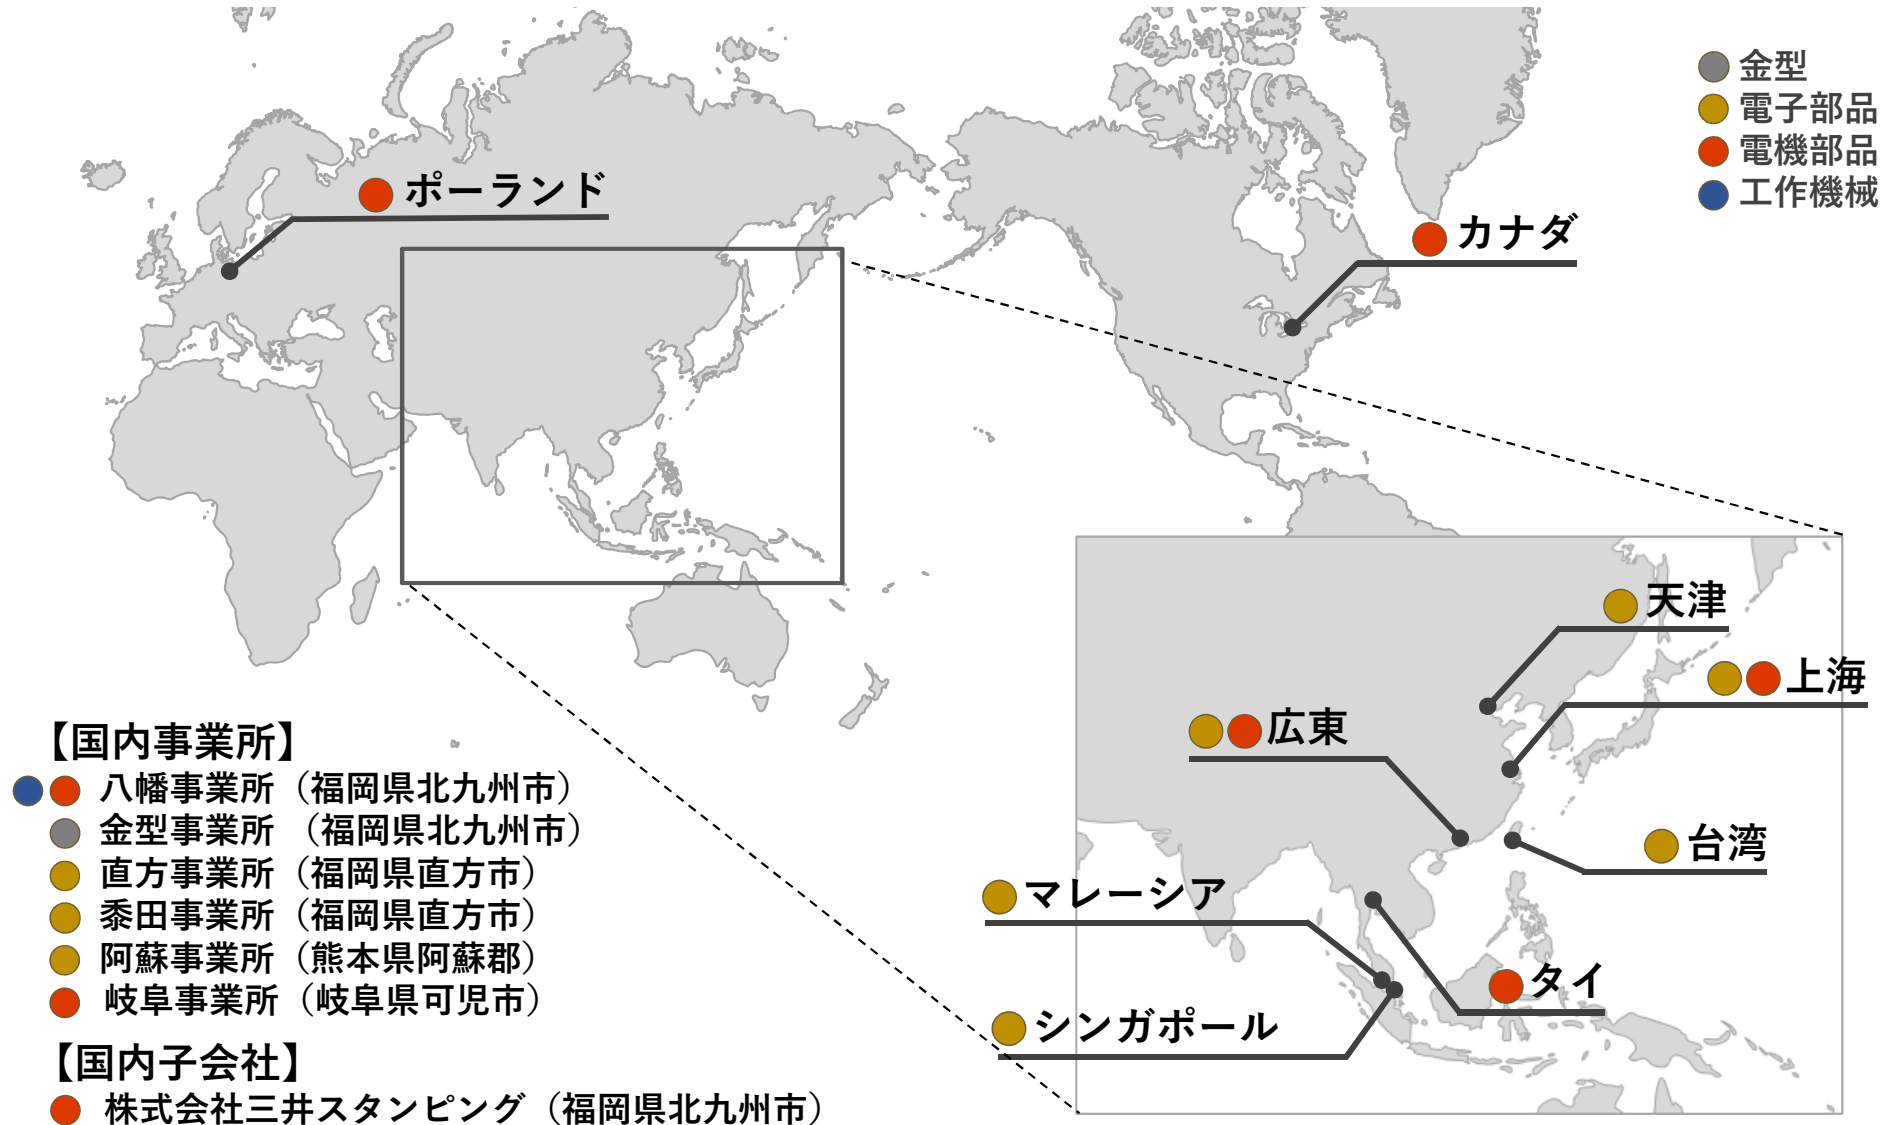 金型
電子部品
電機部品
工作機械
ポーランド
カナダ
天津
上海
広東
台湾
マレーシア
タイ
シンガポール
【国内事業所】
八幡事業所（福岡県北九州市）
金型事業所（福岡県北九州市）
直方事業所（福岡県直方市）
黍田事業所（福岡県直方市）
阿蘇事業所（熊本県阿蘇郡）
岐阜事業所（岐阜県可児市）
【国内子会社】
株式会社三井スタンピング（福岡県北九州市）